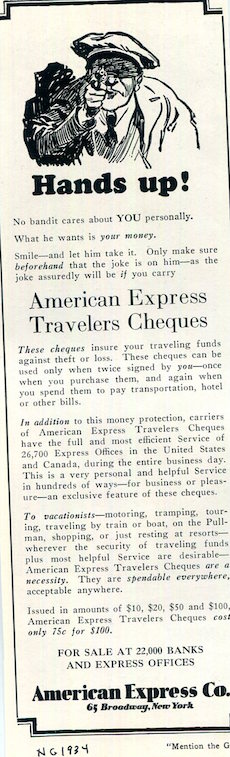 Hands up!
No bandit cares about YOU personally.
What he wants is your money.
Smile—and let him take it. Only make sure
beforehand that the joke is on him—as the
joke assuredly will be if you carry
American Express
Travelers Cheques
These cheques insure your traveling funds
against theft or loss. These cheques can be
used only when twice signed by you—once
when you purchase them, and again when
you spend them to pay transportation, hotel
or other bills.
In addition to this money protection, carriers
of American Express Travelers Cheques
have the full and most efficient Service of
26,700 Express Offices in the United States
and Canada, during the entire business day.
This is a very personal and helpful Service
in hundreds of ways—for business or pleas-
ure—an exclusive feature of these cheques.
To vacationists—motoring, tramping, tour-
ing, traveling by train or boat, on the Pull-
man, shopping, or just resting at resorts—
wherever the security of traveling funds
plus most helpful Service are desirable—
American Express Travelers Cheques are a
necessity. They are spendable everywhere,
acceptable anywhere.
Issued in amounts of $10, $20, $50 and $100,
American Express Travelers Cheques cost
only 75c for $100.
FOR SALE AT 22,000 BANKS
AND EXPRESS OFFICES
American Express Co.
65 Broadway, New York
NG 1934
"Mention the G